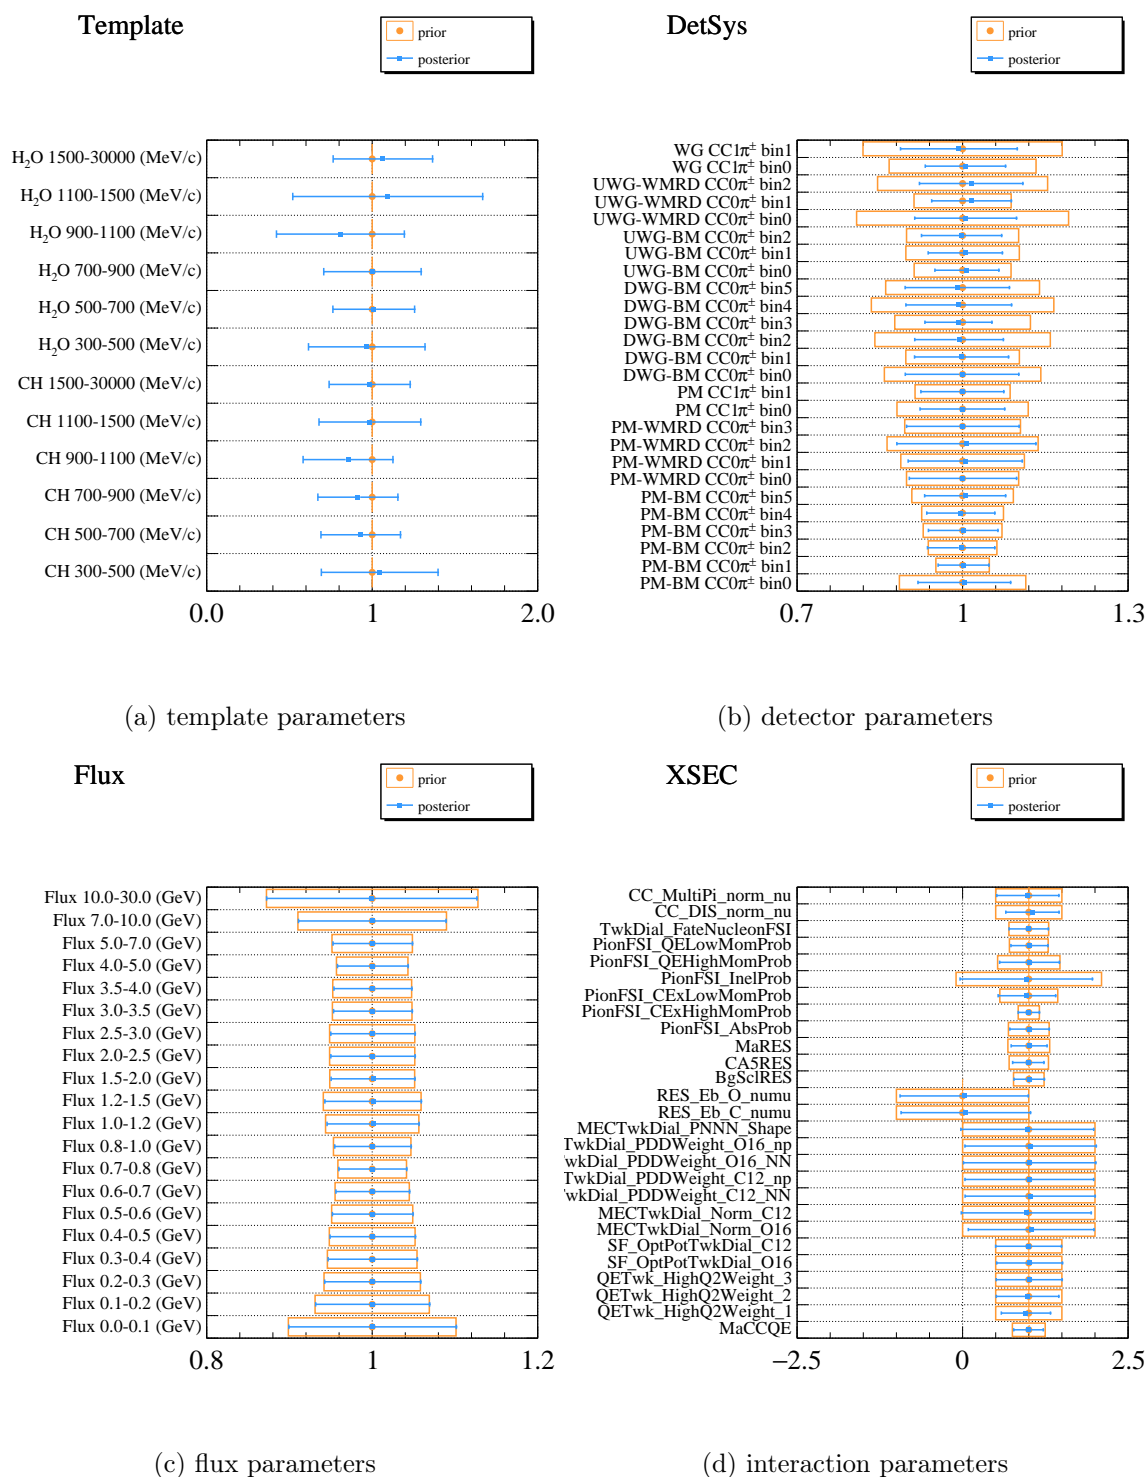 Template
prior
posterior
H₂O 1500-30000 (MeV/c)
H₂O 1100-1500 (MeV/c)
H₂O 900-1100 (MeV/c)
H₂O 700-900 (MeV/c)
H₂O 500-700 (MeV/c)
H₂O 300-500 (MeV/c)
CH 1500-30000 (MeV/c)
CH 1100-1500 (MeV/c)
CH 900-1100 (MeV/c)
CH 700-900 (MeV/c)
CH 500-700 (MeV/c)
CH 300-500 (MeV/c)
0.0 1 2.0
(a) template parameters
DetSys
prior
posterior
WG CC1π± bin1
WG CC1π± bin0
UWG-WMRD CC0π± bin2
UWG-WMRD CC0π± bin1
UWG-WMRD CC0π± bin0
UWG-BM CC0π± bin2
UWG-BM CC0π± bin1
UWG-BM CC0π± bin0
DWG-BM CC0π± bin5
DWG-BM CC0π± bin4
DWG-BM CC0π± bin3
DWG-BM CC0π± bin2
DWG-BM CC0π± bin1
DWG-BM CC0π± bin0
PM CC1π± bin1
PM CC1π± bin0
PM-WMRD CC0π± bin3
PM-WMRD CC0π± bin2
PM-WMRD CC0π± bin1
PM-WMRD CC0π± bin0
PM-BM CC0π± bin5
PM-BM CC0π± bin4
PM-BM CC0π± bin3
PM-BM CC0π± bin2
PM-BM CC0π± bin1
PM-BM CC0π± bin0
0.7 1 1.3
(b) detector parameters
Flux
prior
posterior
Flux 10.0-30.0 (GeV)
Flux 7.0-10.0 (GeV)
Flux 5.0-7.0 (GeV)
Flux 4.0-5.0 (GeV)
Flux 3.5-4.0 (GeV)
Flux 3.0-3.5 (GeV)
Flux 2.5-3.0 (GeV)
Flux 2.0-2.5 (GeV)
Flux 1.5-2.0 (GeV)
Flux 1.2-1.5 (GeV)
Flux 1.0-1.2 (GeV)
Flux 0.8-1.0 (GeV)
Flux 0.7-0.8 (GeV)
Flux 0.6-0.7 (GeV)
Flux 0.5-0.6 (GeV)
Flux 0.4-0.5 (GeV)
Flux 0.3-0.4 (GeV)
Flux 0.2-0.3 (GeV)
Flux 0.1-0.2 (GeV)
Flux 0.0-0.1 (GeV)
0.8 1 1.2
(c) flux parameters
XSEC
prior
posterior
CC_MultiPi_norm_nu
CC_DIS_norm_nu
TwkDial_FateNucleonFSI
PionFSI_QELowMomProb
PionFSI_QEHighMomProb
PionFSI_InelProb
PionFSI_CExLowMomProb
PionFSI_CExHighMomProb
PionFSI_AbsProb
MaRES
CA5RES
BgSclRES
RES_Eb_O_numu
RES_Eb_C_numu
MECTwkDial_PNNN_Shape
TwkDial_PDDWeight_O16_np
wkDial_PDDWeight_O16_NN
TwkDial_PDDWeight_C12_np
wkDial_PDDWeight_C12_NN
MECTwkDial_Norm_C12
MECTwkDial_Norm_O16
SF_OptPotTwkDial_C12
SF_OptPotTwkDial_O16
QETwk_HighQ2Weight_3
QETwk_HighQ2Weight_2
QETwk_HighQ2Weight_1
MaCCQE
−2.5 0 2.5
(d) interaction parameters